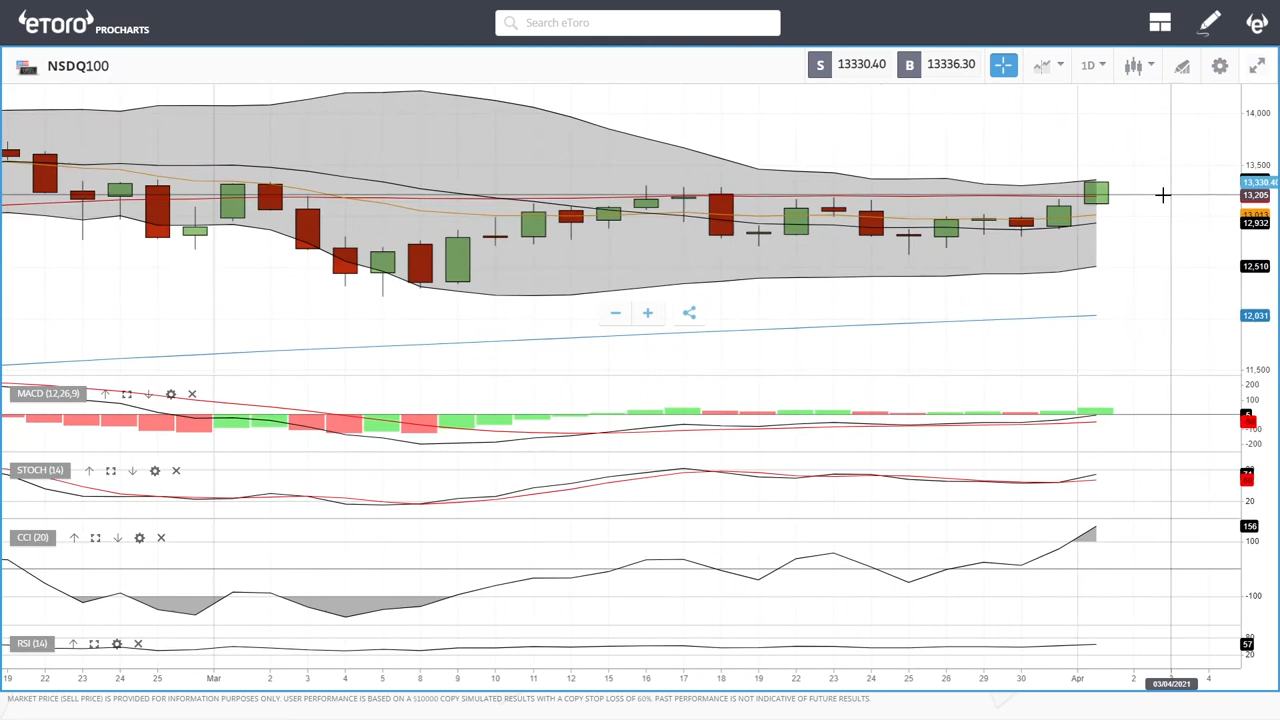 eToro PROCHARTS
Search eToro
NSDQ100
S 13330.40 B 13336.30 1D
14,000
13,500
13,330.40
13,205
12,932
12,510
12,031
11,500
MACD (12,26,9)
200
100
-100
-200
STOCH (14)
20
CCI (20)
156
100
-100
RSI (14)
80
57
20
19 22 23 24 25 Mar 2 3 4 5 8 9 10 11 12 15 16 17 18 19 22 23 24 25 26 29 30 Apr 2 4
03/04/2021
MARKET PRICE (SELL PRICE) IS PROVIDED FOR INFORMATION PURPOSES ONLY. USER PERFORMANCE IS BASED ON A $10000 COPY SIMULATED RESULTS WITH A COPY STOP LOSS OF 60%. PAST PERFORMANCE IS NOT INDICATIVE OF FUTURE RESULTS.